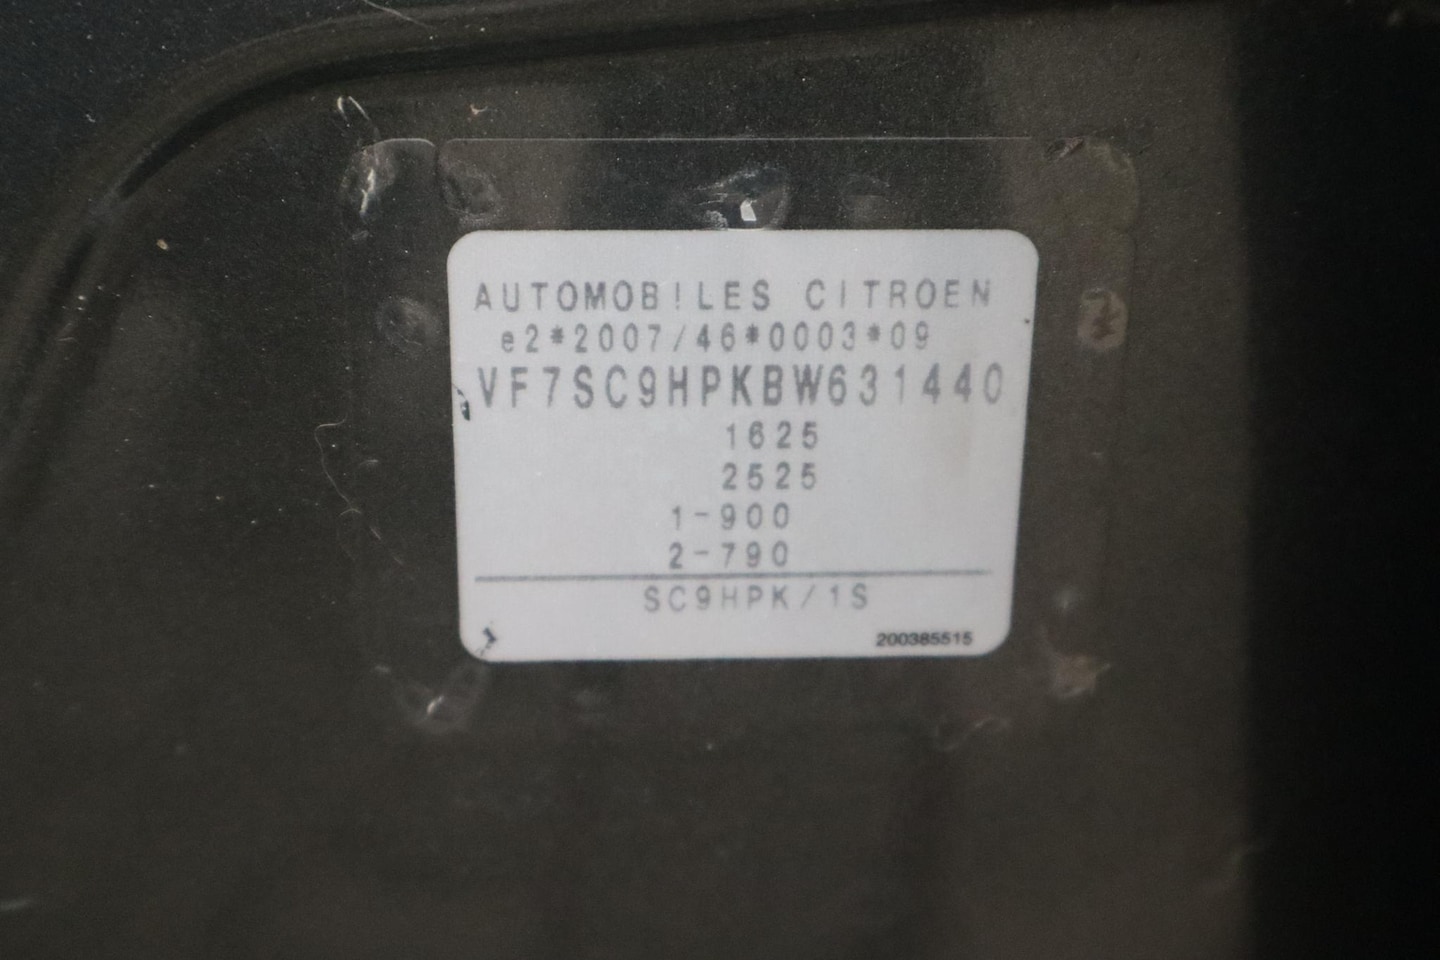 AUTOMOBILES CITROEN
e2*2007/46*0003*09
VF7SC9HPKBW631440
1625
2525
1-900
2-790
SC9HPK/1S
200385515